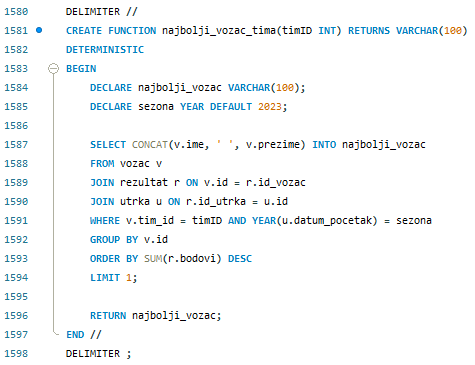 1580 DELIMITER //
1581 CREATE FUNCTION najbolji_vozac_tima(timID INT) RETURNS VARCHAR(100)
1582 DETERMINISTIC
1583 BEGIN
1584 DECLARE najbolji_vozac VARCHAR(100);
1585 DECLARE sezona YEAR DEFAULT 2023;
1586
1587 SELECT CONCAT(v.ime, ' ', v.prezime) INTO najbolji_vozac
1588 FROM vozac v
1589 JOIN rezultat r ON v.id = r.id_vozac
1590 JOIN utrka u ON r.id_utrka = u.id
1591 WHERE v.tim_id = timID AND YEAR(u.datum_pocetak) = sezona
1592 GROUP BY v.id
1593 ORDER BY SUM(r.bodovi) DESC
1594 LIMIT 1;
1595
1596 RETURN najbolji_vozac;
1597 END //
1598 DELIMITER ;